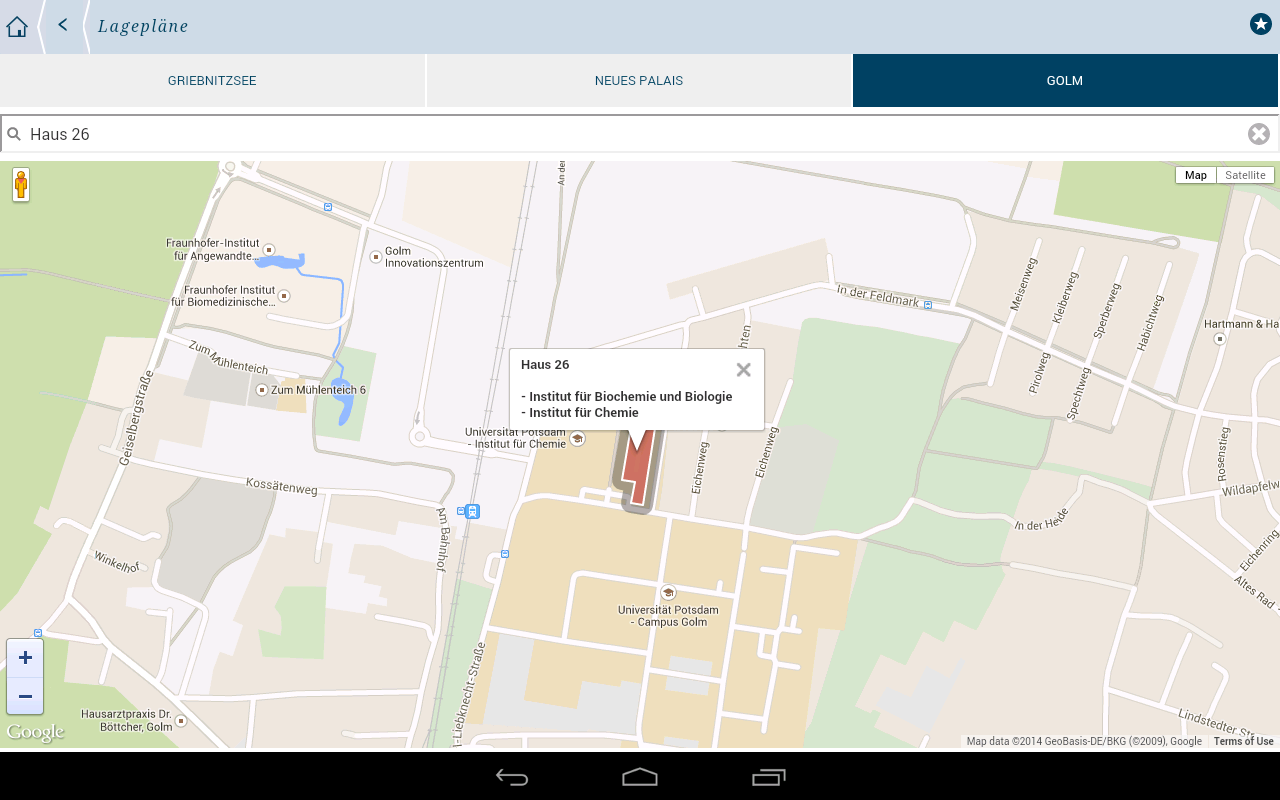 Lagepläne
GRIEBNITZSEE
NEUES PALAIS
GOLM
Haus 26
Map
Satellite
An der
Fraunhofer-Institut
für Angewandte...
Golm
Innovationszentrum
Fraunhofer Institut
für Biomedizinische...
In der Feldmark
Meisenweg
Kleiberweg
Sperberweg
Habichtweg
Hartmann & Ha
Zum Mühlenteich
Zum Mühlenteich 6
Geiselbergstraße
Pirolweg
Spechtweg
Haus 26
- Institut für Biochemie und Biologie
- Institut für Chemie
Universität Potsdam
- Institut für Chemie
Eichenweg
Eichenweg
Rosenstieg
Kossätenweg
Wildapfelw
Am Bahnhof
In der Heide
Eichenring
Winkelhof
Altes Rad
Universität Potsdam
- Campus Golm
-Liebknecht-Straße
Hausarztpraxis Dr.
Böttcher, Golm
Lindstedter Str
+
−
Google
Map data ©2014 GeoBasis-DE/BKG (©2009), Google
Terms of Use